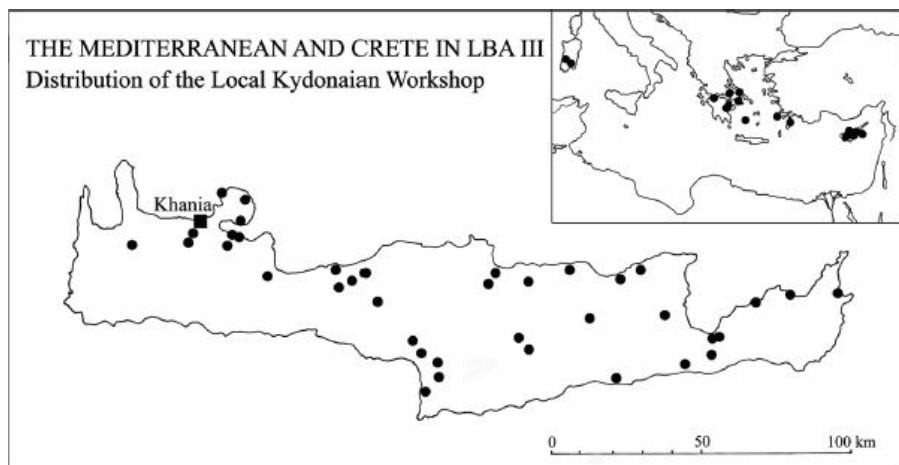 THE MEDITERRANEAN AND CRETE IN LBA III
Distribution of the Local Kydonaian Workshop
Khania
0 50 100 km